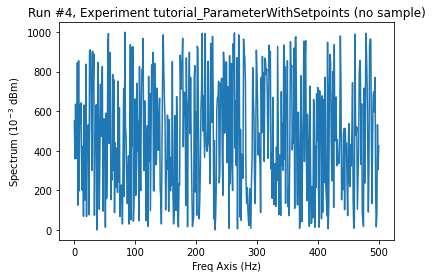 Run #4, Experiment tutorial_ParameterWithSetpoints (no sample)
1000
800
600
400
200
0
Spectrum (10⁻³ dBm)
0 100 200 300 400 500
Freq Axis (Hz)